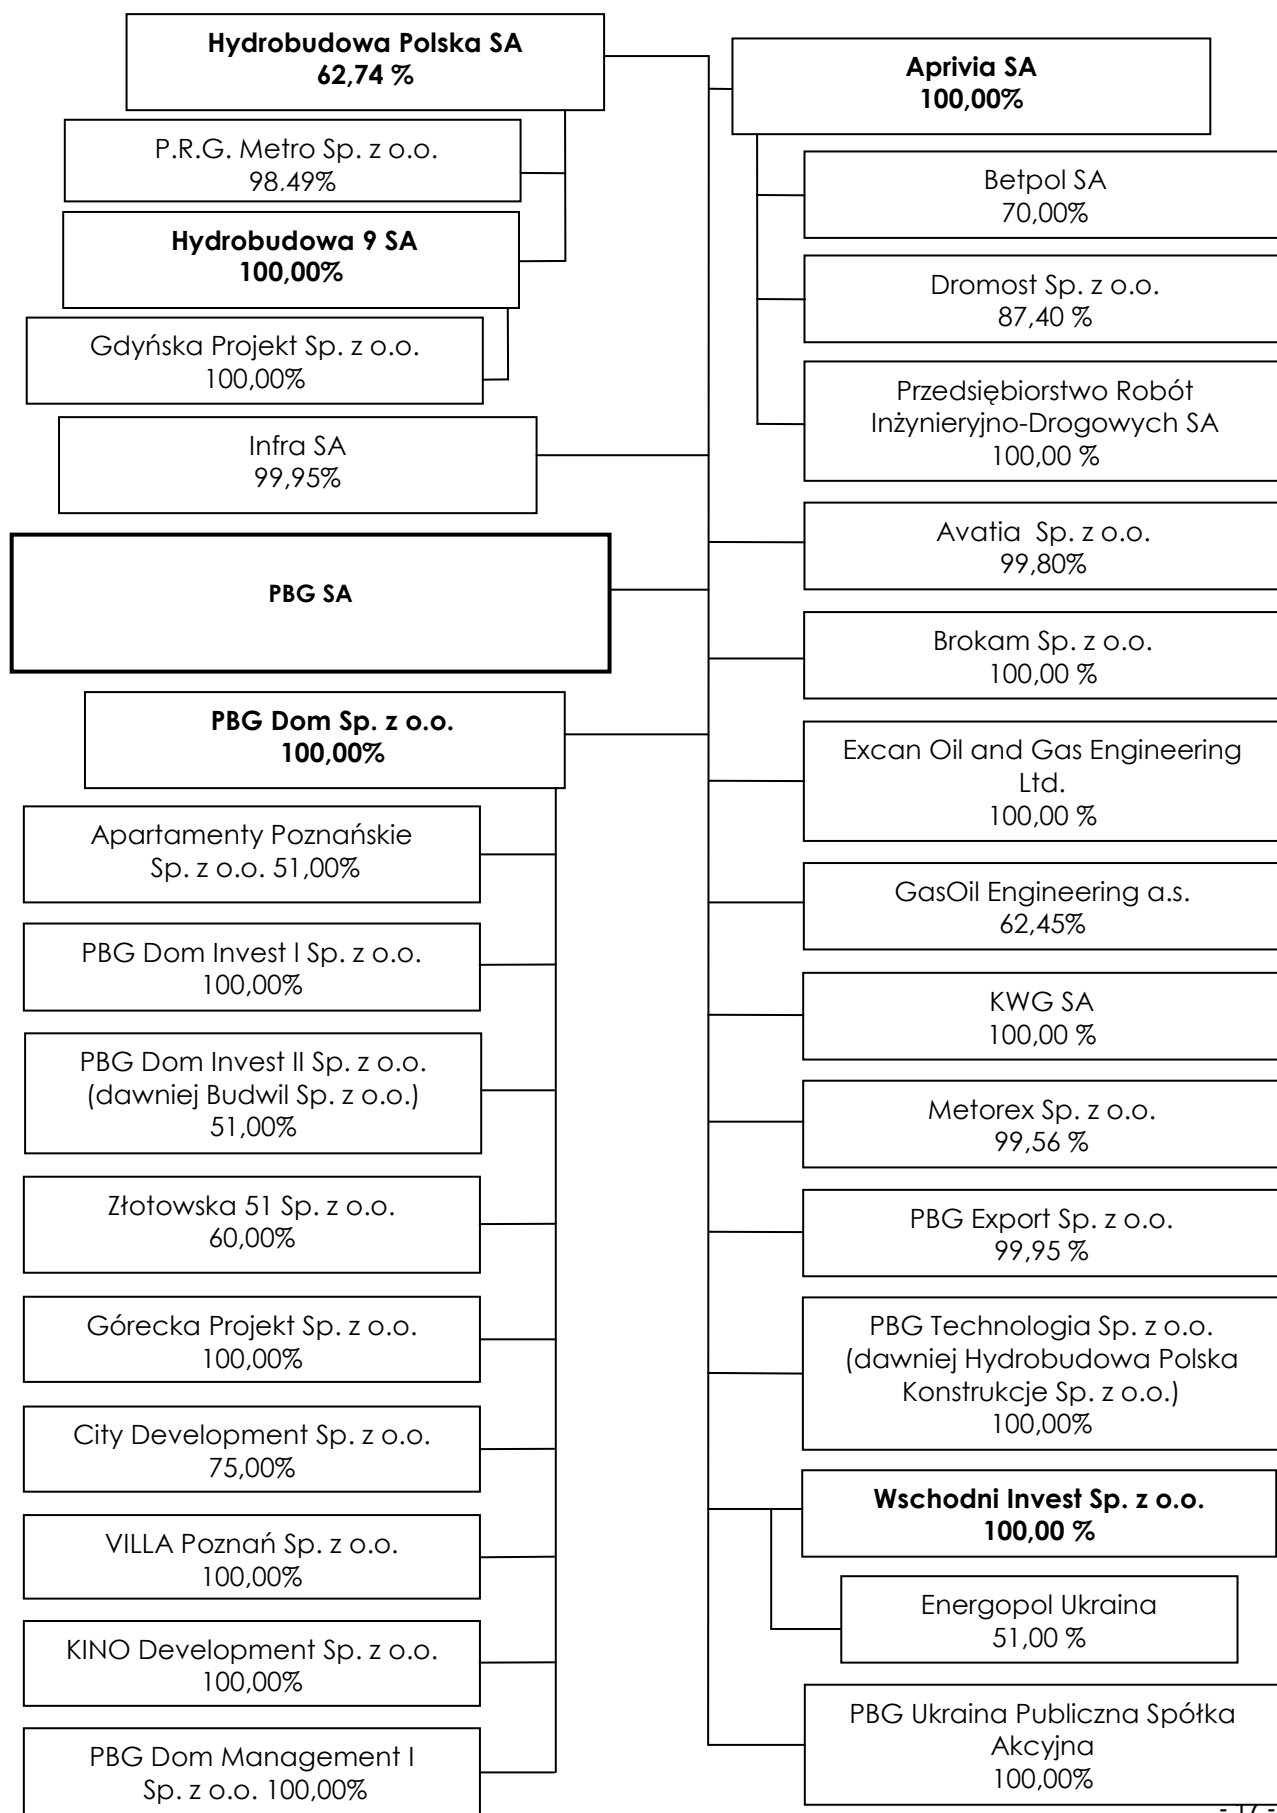 Hydrobudowa Polska SA
62,74 %
P.R.G. Metro Sp. z o.o.
98,49%
Hydrobudowa 9 SA
100,00%
Gdyńska Projekt Sp. z o.o.
100,00%
Infra SA
99,95%
PBG SA
PBG Dom Sp. z o.o.
100,00%
Apartamenty Poznańskie
Sp. z o.o. 51,00%
PBG Dom Invest I Sp. z o.o.
100,00%
PBG Dom Invest II Sp. z o.o.
(dawniej Budwil Sp. z o.o.)
51,00%
Złotowska 51 Sp. z o.o.
60,00%
Górecka Projekt Sp. z o.o.
100,00%
City Development Sp. z o.o.
75,00%
VILLA Poznań Sp. z o.o.
100,00%
KINO Development Sp. z o.o.
100,00%
PBG Dom Management I
Sp. z o.o. 100,00%
Aprivia SA
100,00%
Betpol SA
70,00%
Dromost Sp. z o.o.
87,40 %
Przedsiębiorstwo Robót
Inżynieryjno-Drogowych SA
100,00 %
Avatia Sp. z o.o.
99,80%
Brokam Sp. z o.o.
100,00 %
Excan Oil and Gas Engineering
Ltd.
100,00 %
GasOil Engineering a.s.
62,45%
KWG SA
100,00 %
Metorex Sp. z o.o.
99,56 %
PBG Export Sp. z o.o.
99,95 %
PBG Technologia Sp. z o.o.
(dawniej Hydrobudowa Polska
Konstrukcje Sp. z o.o.)
100,00%
Wschodni Invest Sp. z o.o.
100,00 %
Energopol Ukraina
51,00 %
PBG Ukraina Publiczna Spółka
Akcyjna
100,00%
- 17 -